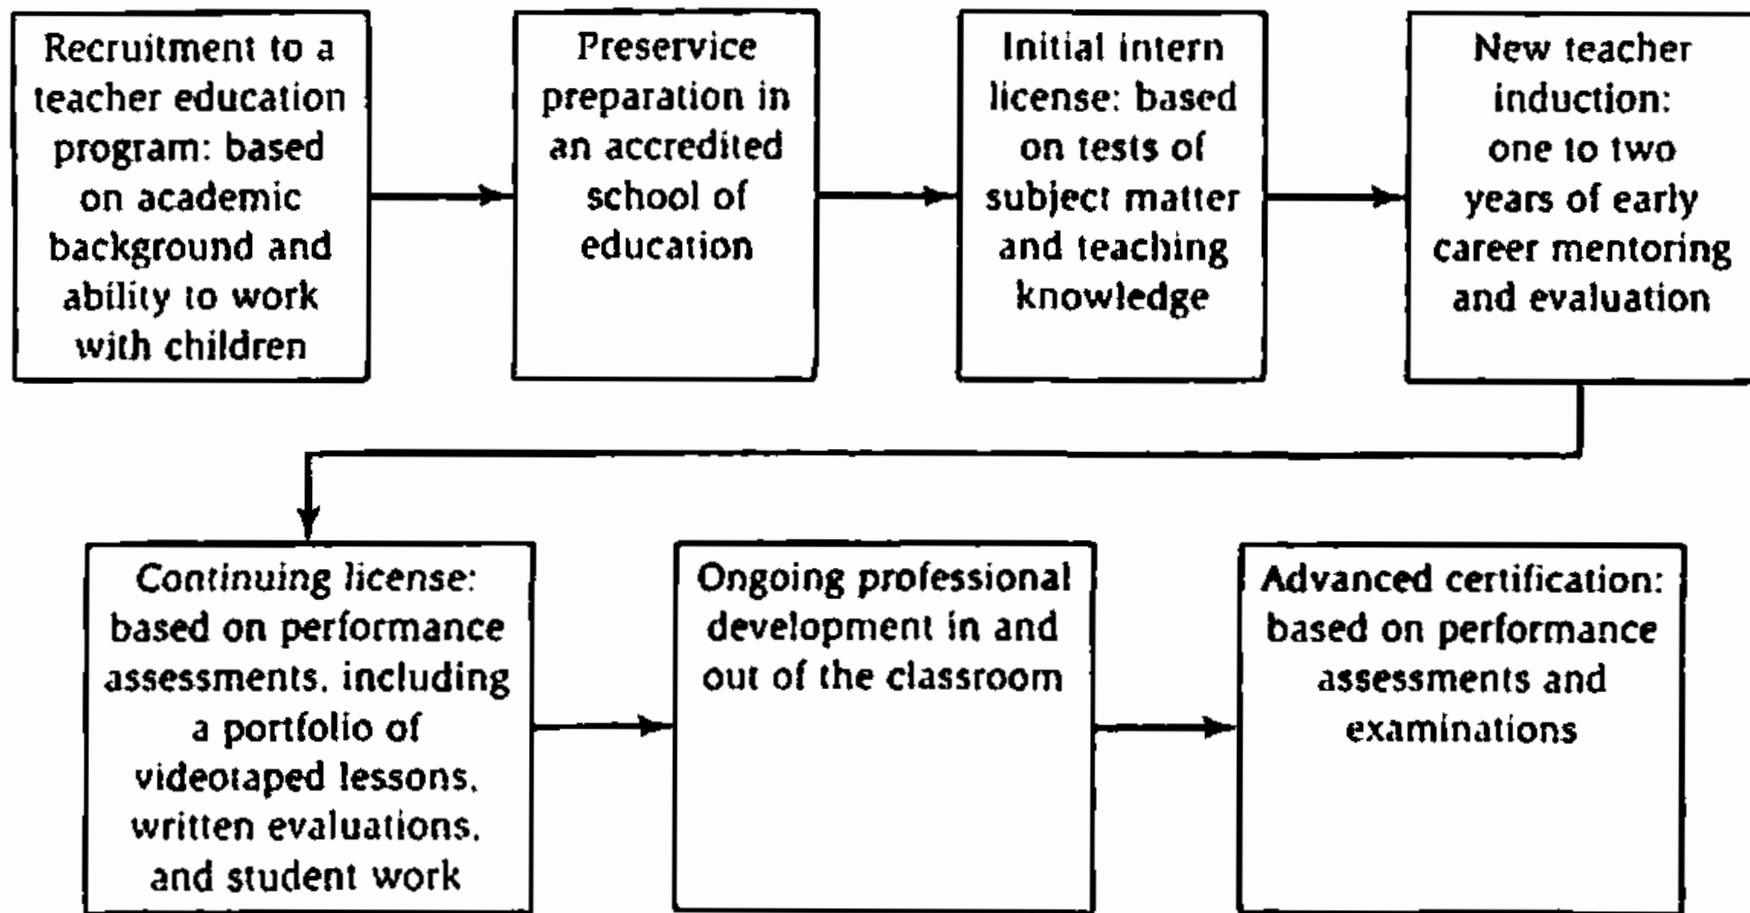 Recruitment to a
teacher education
program: based
on academic
background and
ability to work
with children
Preservice
preparation in
an accredited
school of
education
Initial intern
license: based
on tests of
subject matter
and teaching
knowledge
New teacher
induction:
one to two
years of early
career mentoring
and evaluation
Continuing license:
based on performance
assessments, including
a portfolio of
videotaped lessons,
written evaluations,
and student work
Ongoing professional
development in and
out of the classroom
Advanced certification:
based on performance
assessments and
examinations